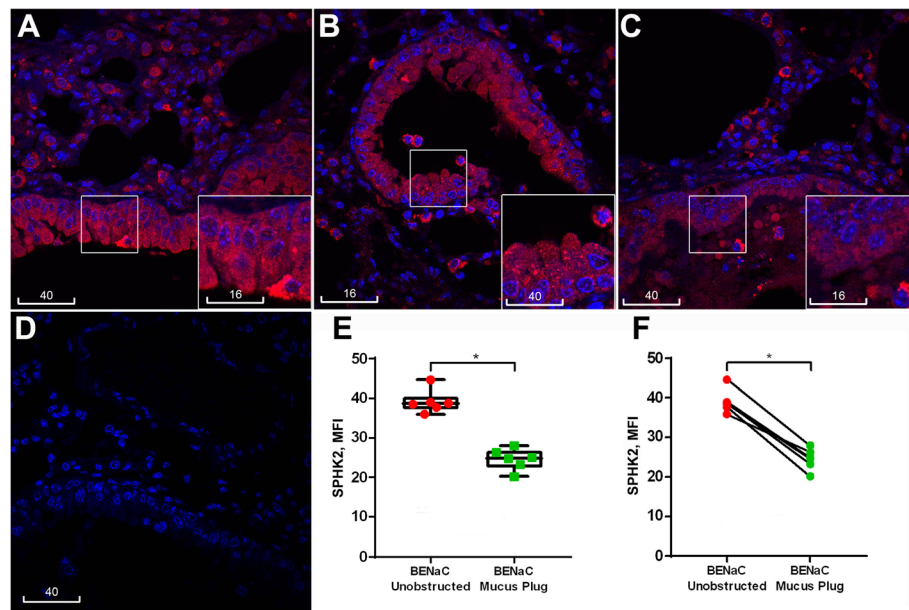 A
B
C
40
16
16
40
40
16
D
40
E
*
SPHK2, MFI
50
40
30
20
10
0
BENaC
Unobstructed
BENaC
Mucus Plug
F
*
SPHK2, MFI
50
40
30
20
10
0
BENaC
Unobstructed
BENaC
Mucus Plug